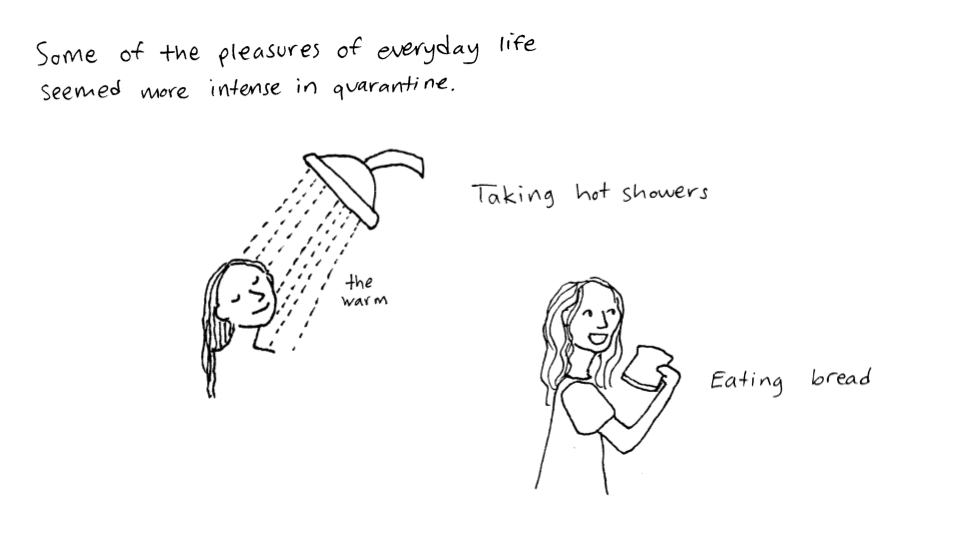 Some of the pleasures of everyday life
seemed more intense in quarantine.
Taking hot showers
the
warm
Eating bread